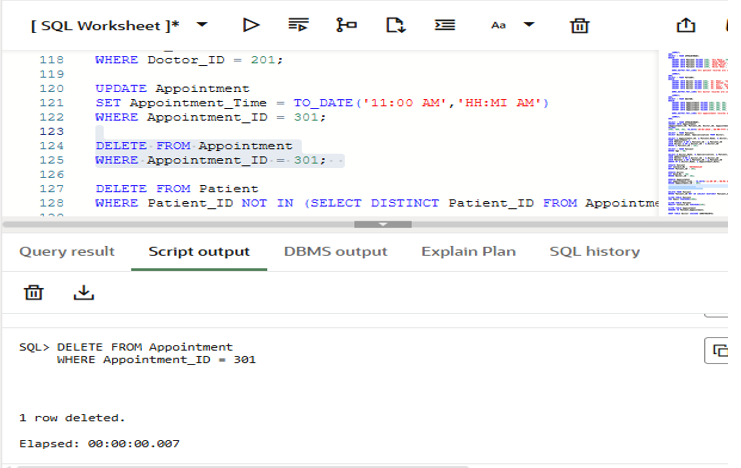 [ SQL Worksheet ]*
Aa
118 WHERE Doctor_ID = 201;
119
120 UPDATE Appointment
121 SET Appointment_Time = TO_DATE('11:00 AM','HH:MI AM')
122 WHERE Appointment_ID = 301;
123
124 DELETE FROM Appointment
125 WHERE Appointment_ID = 301;
126
127 DELETE FROM Patient
128 WHERE Patient_ID NOT IN (SELECT DISTINCT Patient_ID FROM Appointme
Query result Script output DBMS output Explain Plan SQL history
SQL> DELETE FROM Appointment
WHERE Appointment_ID = 301
1 row deleted.
Elapsed: 00:00:00.007